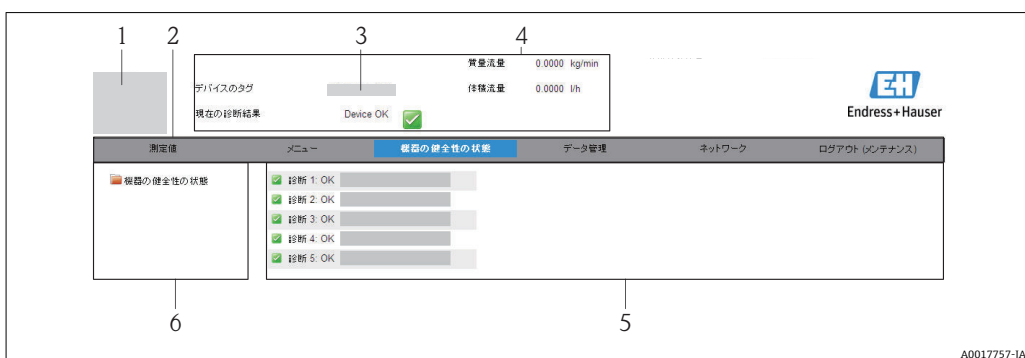 1 2 3 4
質量流量 0.0000 kg/min
デバイスのタグ 体積流量 0.0000 l/h
現在の診断結果 Device OK
Endress+Hauser
測定値 メニュー 機器の健全性の状態 データ管理 ネットワーク ログアウト (メンテナンス)
機器の健全性の状態
診断 1: OK
診断 2: OK
診断 3: OK
診断 4: OK
診断 5: OK
6 5
A0017757-JA